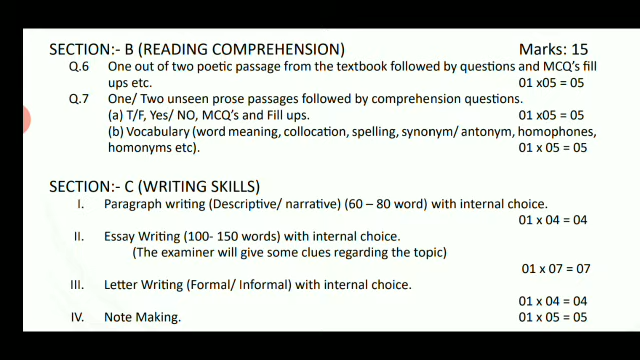 SECTION:- B (READING COMPREHENSION) Marks: 15
Q.6 One out of two poetic passage from the textbook followed by questions and MCQ's fill
ups etc. 01 x05 = 05
Q.7 One/ Two unseen prose passages followed by comprehension questions.
(a) T/F, Yes/ NO, MCQ's and Fill ups. 01 x05 = 05
(b) Vocabulary (word meaning, collocation, spelling, synonym/ antonym, homophones,
homonyms etc). 01 x 05 = 05
SECTION:- C (WRITING SKILLS)
I. Paragraph writing (Descriptive/ narrative) (60 – 80 word) with internal choice.
01 x 04 = 04
II. Essay Writing (100- 150 words) with internal choice.
(The examiner will give some clues regarding the topic)
01 x 07 = 07
III. Letter Writing (Formal/ Informal) with internal choice.
01 x 04 = 04
IV. Note Making. 01 x 05 = 05